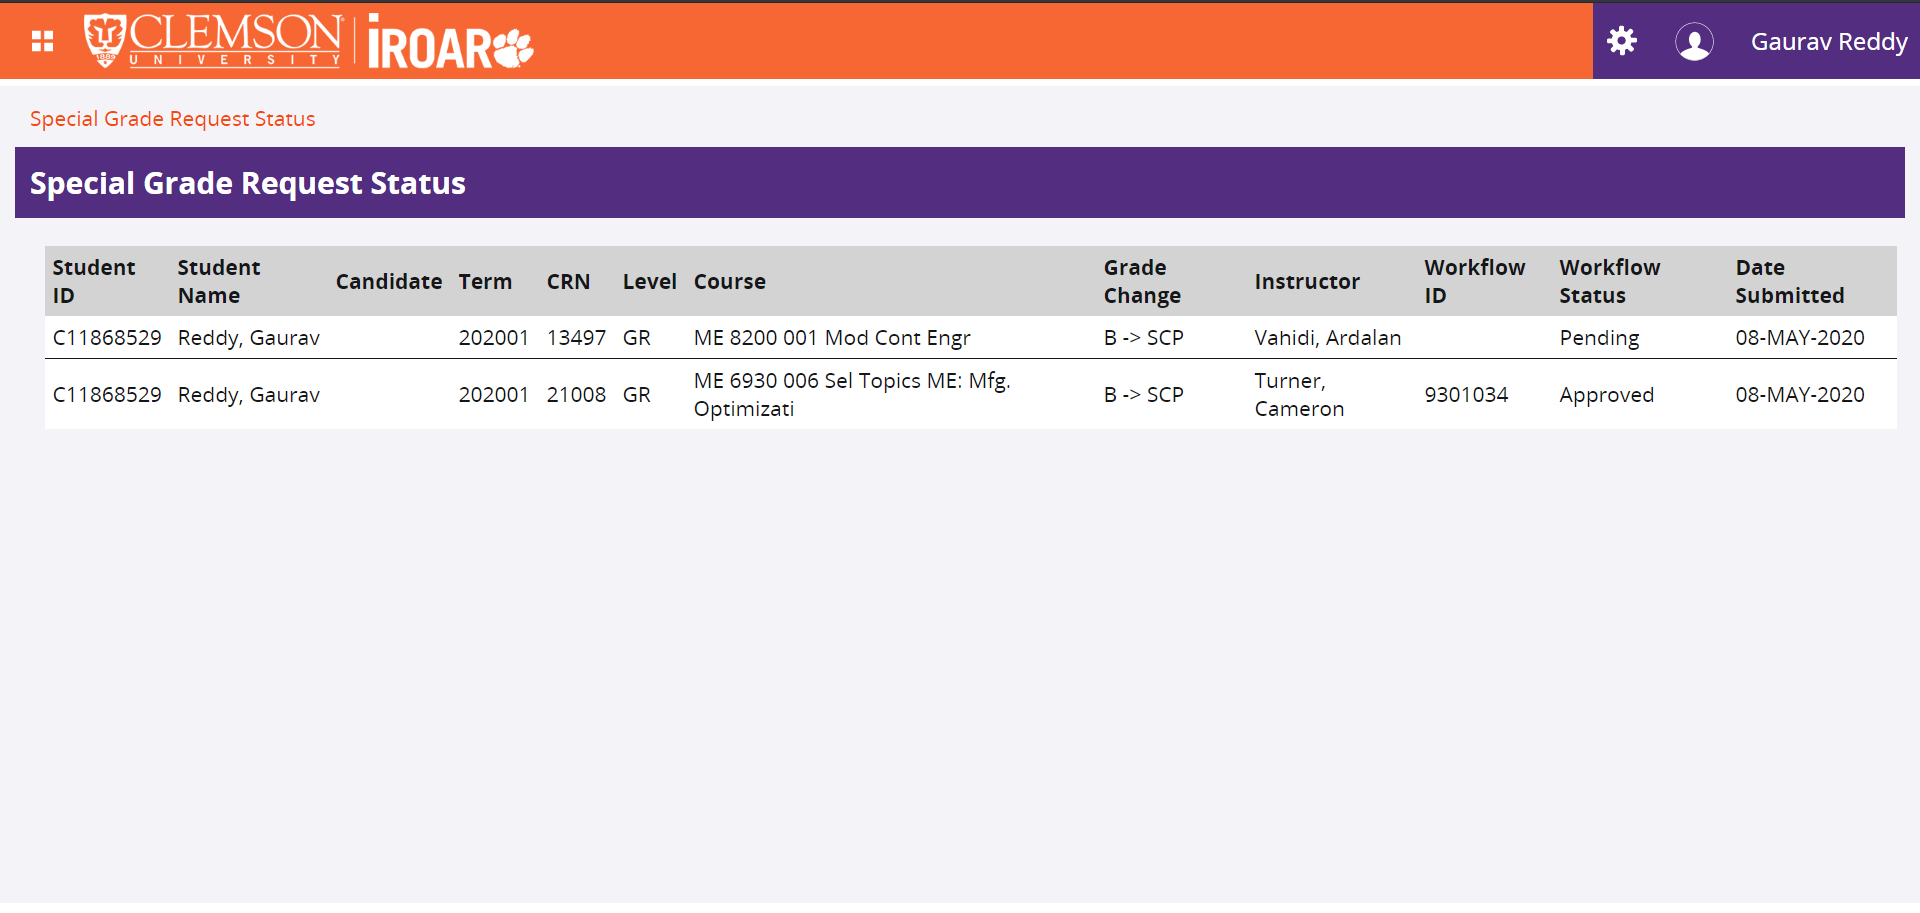 CLEMSON
UNIVERSITY
1889
iROAR
Gaurav Reddy
Special Grade Request Status
Special Grade Request Status
Student ID Student Name Candidate Term CRN Level Course Grade Change Instructor Workflow ID Workflow Status Date Submitted
C11868529 Reddy, Gaurav 202001 13497 GR ME 8200 001 Mod Cont Engr B -> SCP Vahidi, Ardalan Pending 08-MAY-2020
C11868529 Reddy, Gaurav 202001 21008 GR ME 6930 006 Sel Topics ME: Mfg. Optimizati B -> SCP Turner, Cameron 9301034 Approved 08-MAY-2020